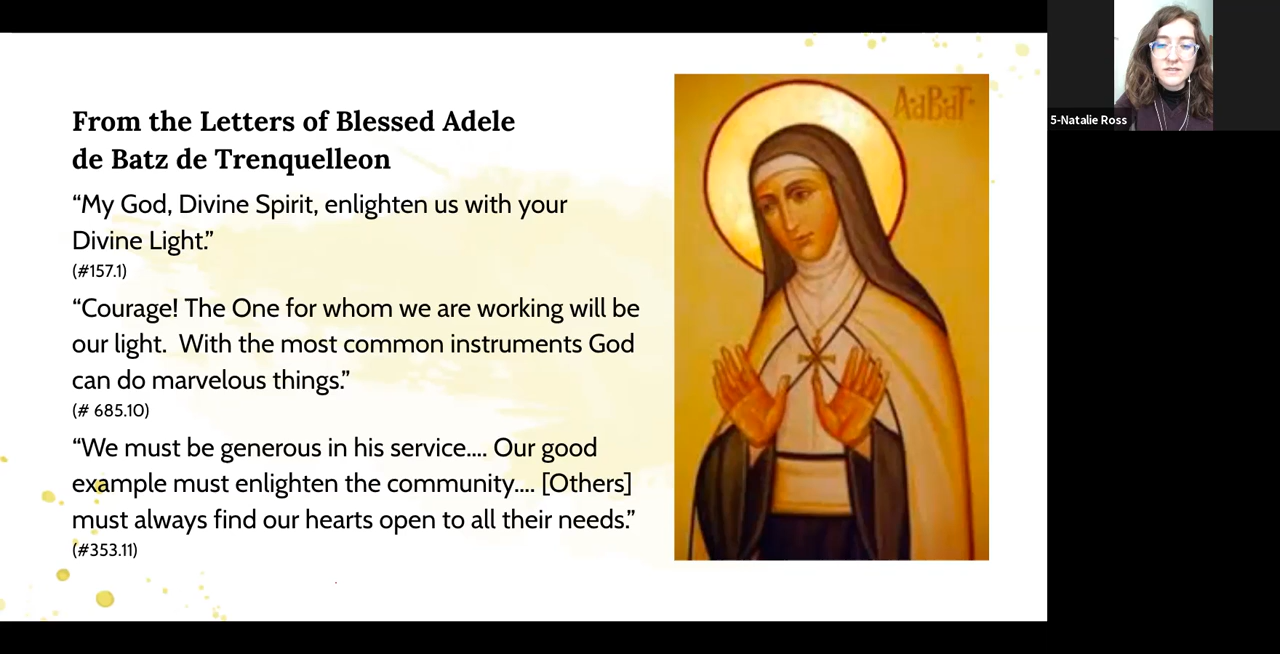 From the Letters of Blessed Adele
de Batz de Trenquelleon
“My God, Divine Spirit, enlighten us with your
Divine Light.”
(#157.1)
“Courage! The One for whom we are working will be
our light.  With the most common instruments God
can do marvelous things.”
(# 685.10)
“We must be generous in his service.... Our good
example must enlighten the community.... [Others]
must always find our hearts open to all their needs.”
(#353.11)
AdBdT
5-Natalie Ross